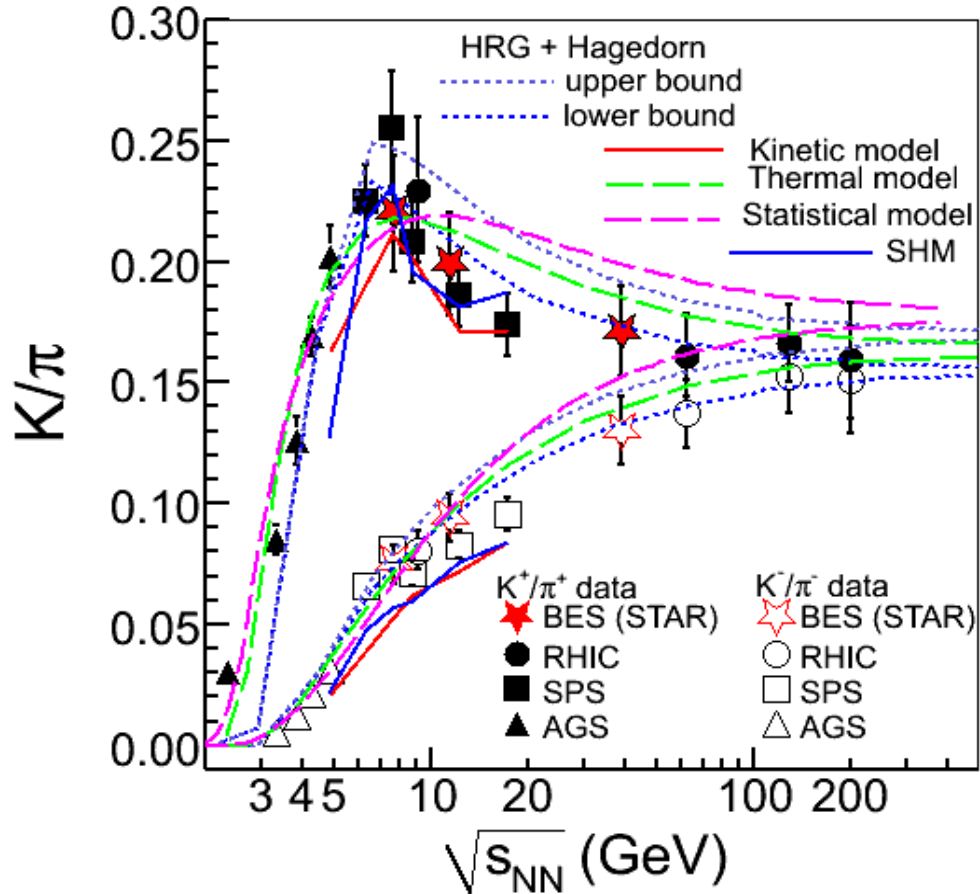 0.30
0.25
0.20
0.15
0.10
0.05
0.00
K/π
HRG + Hagedorn
upper bound
lower bound
Kinetic model
Thermal model
Statistical model
SHM
K⁺/π⁺ data
BES (STAR)
RHIC
SPS
AGS
K⁻/π⁻ data
BES (STAR)
RHIC
SPS
AGS
3 4 5 10 20 100 200
√sNN (GeV)